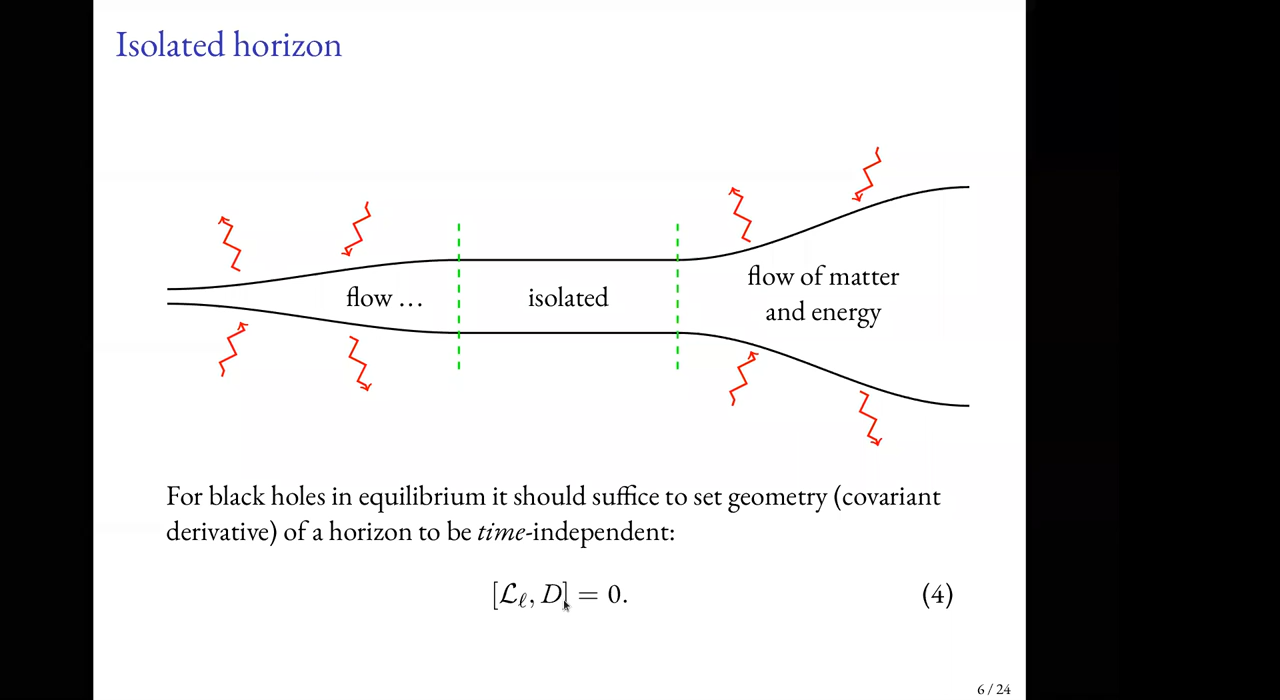 Isolated horizon
flow …
isolated
flow of matter
and energy
For black holes in equilibrium it should suffice to set geometry (covariant
derivative) of a horizon to be time-independent:
[ℒ_ℓ, D] = 0. (4)
6 / 24